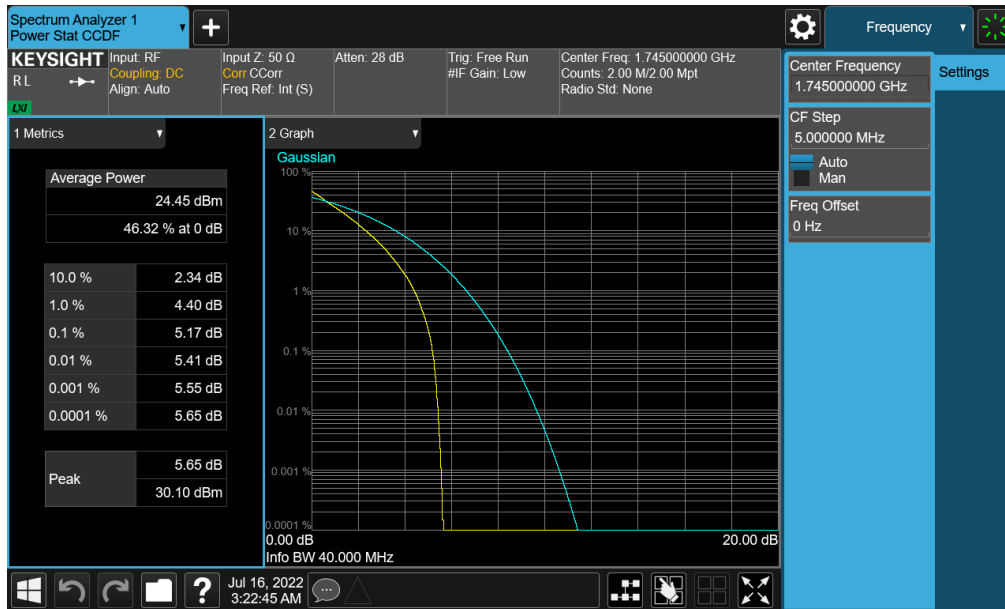 Spectrum Analyzer 1
Power Stat CCDF
+
Frequency
KEYSIGHT
R L
LXI
Input: RF
Coupling: DC
Align: Auto
Input Z: 50 Ω
Corr CCorr
Freq Ref: Int (S)
Atten: 28 dB
Trig: Free Run
#IF Gain: Low
Center Freq: 1.745000000 GHz
Counts: 2.00 M/2.00 Mpt
Radio Std: None
Center Frequency
1.745000000 GHz
Settings
CF Step
5.000000 MHz
Auto
Man
Freq Offset
0 Hz
1 Metrics
Average Power
24.45 dBm
46.32 % at 0 dB
10.0 % 2.34 dB
1.0 % 4.40 dB
0.1 % 5.17 dB
0.01 % 5.41 dB
0.001 % 5.55 dB
0.0001 % 5.65 dB
Peak
5.65 dB
30.10 dBm
2 Graph
Gaussian
100 %
10 %
1 %
0.1 %
0.01 %
0.001 %
0.0001 %
0.00 dB
20.00 dB
Info BW 40.000 MHz
?
Jul 16, 2022
3:22:45 AM